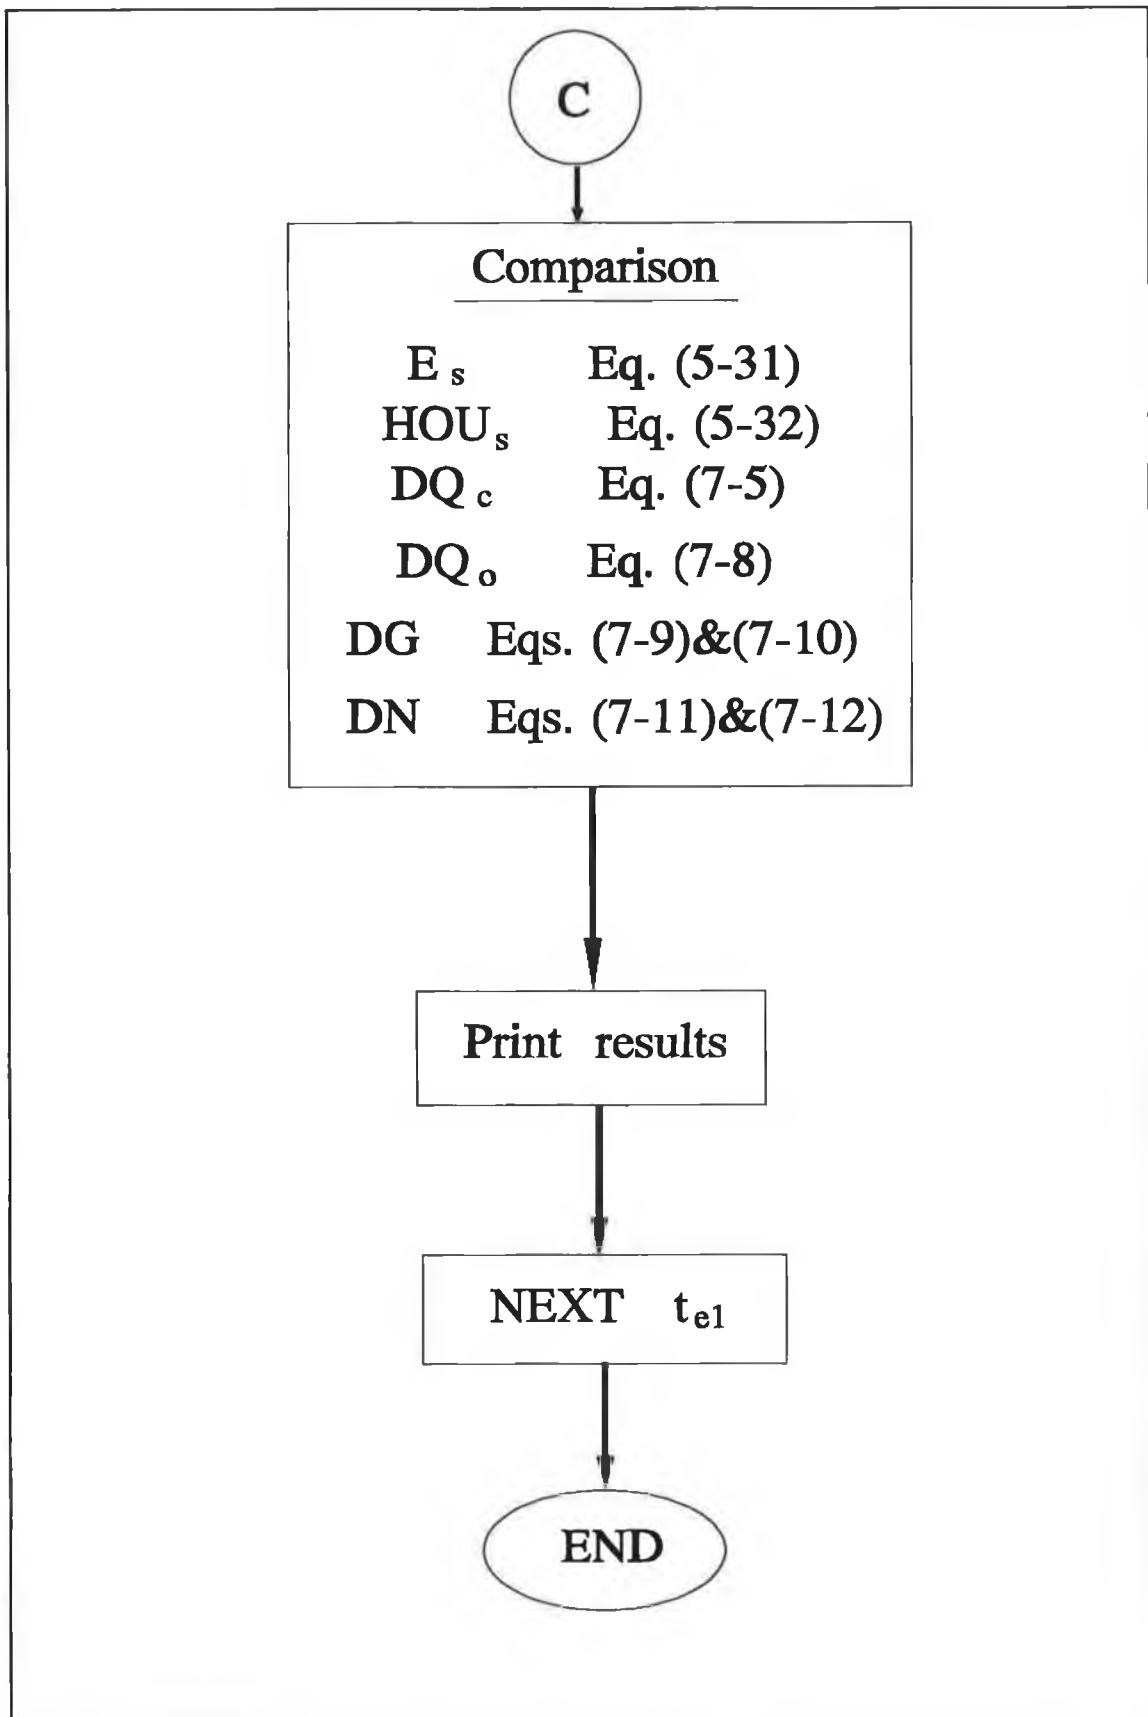 C
Comparison
E s Eq. (5-31)
HOU s Eq. (5-32)
DQ c Eq. (7-5)
DQ o Eq. (7-8)
DG Eqs. (7-9)&(7-10)
DN Eqs. (7-11)&(7-12)
Print results
NEXT t e1
END